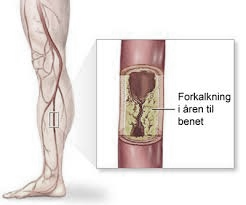 Forkalkning
i åren til
benet